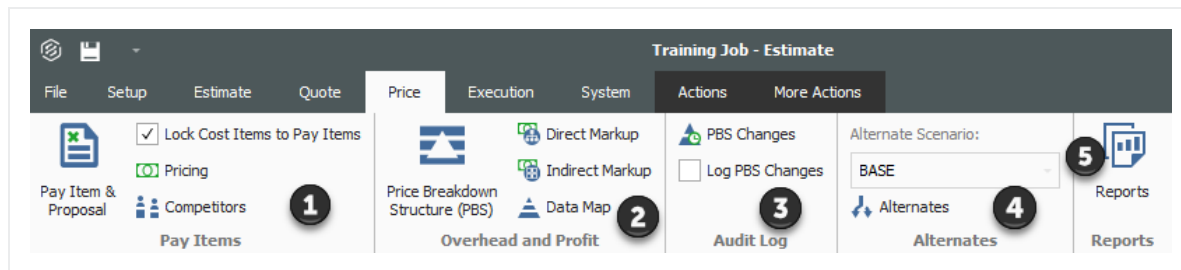 Training Job - Estimate
File Setup Estimate Quote Price Execution System Actions More Actions
Pay Item &
Proposal
Lock Cost Items to Pay Items
Pricing
Competitors
1
Pay Items
Price Breakdown
Structure (PBS)
Direct Markup
Indirect Markup
Data Map
2
Overhead and Profit
PBS Changes
Log PBS Changes
3
Audit Log
Alternate Scenario:
BASE
Alternates
4
Alternates
5
Reports
Reports